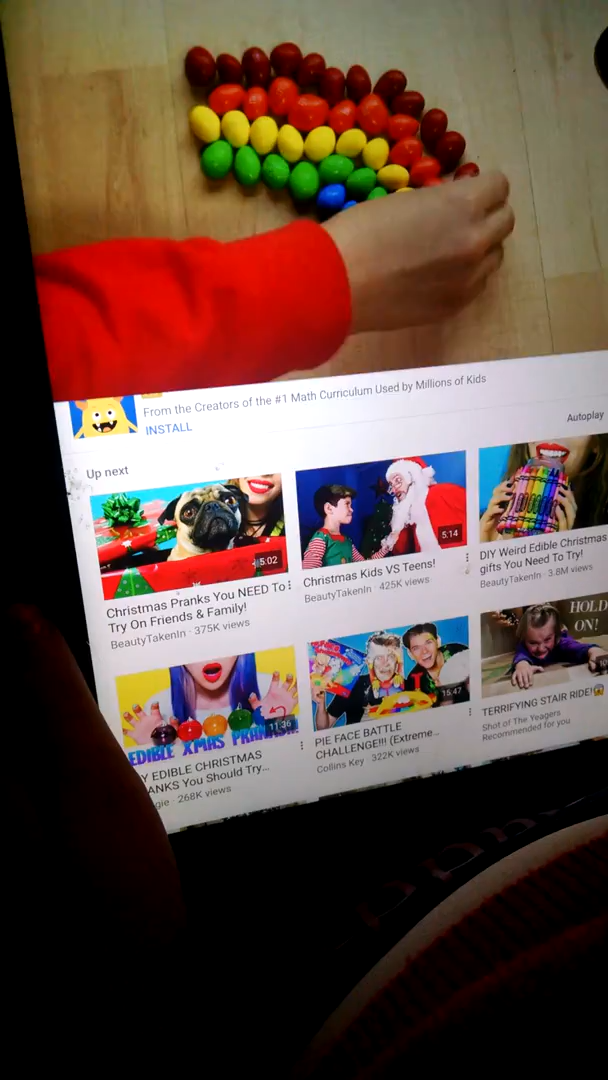 From the Creators of the #1 Math Curriculum Used by Millions of Kids
INSTALL
Autoplay
Up next
5:02
5:14
Christmas Pranks You NEED To
Try On Friends & Family!
BeautyTakenIn · 375K views
Christmas Kids VS Teens!
BeautyTakenIn · 425K views
DIY Weird Edible Christmas
gifts You Need To Try!
BeautyTakenIn · 3.8M views
EDIBLE XMAS PRANKS
11:36
15:47
HOLD
ON!
Y EDIBLE CHRISTMAS
ANKS You Should Try...
gie · 268K views
PIE FACE BATTLE
CHALLENGE!!! (Extreme...
Collins Key · 322K views
TERRIFYING STAIR RIDE!😱
Shot of The Yeagers
Recommended for you